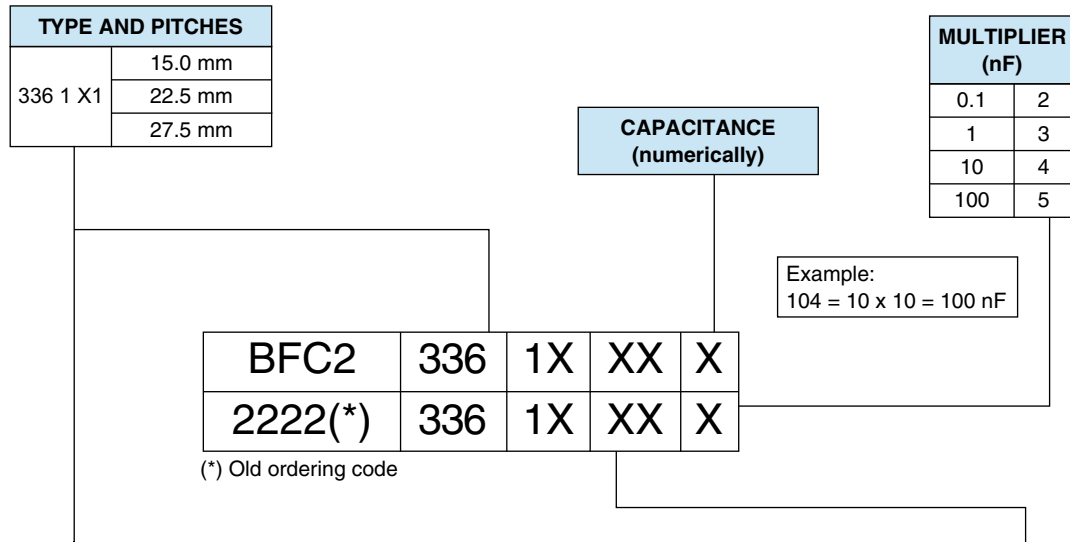 TYPE AND PITCHES
336 1 X1
15.0 mm
22.5 mm
27.5 mm
CAPACITANCE
(numerically)
MULTIPLIER
(nF)
0.1 2
1 3
10 4
100 5
Example:
104 = 10 x 10 = 100 nF
BFC2 336 1X XX X
2222(*) 336 1X XX X
(*) Old ordering code